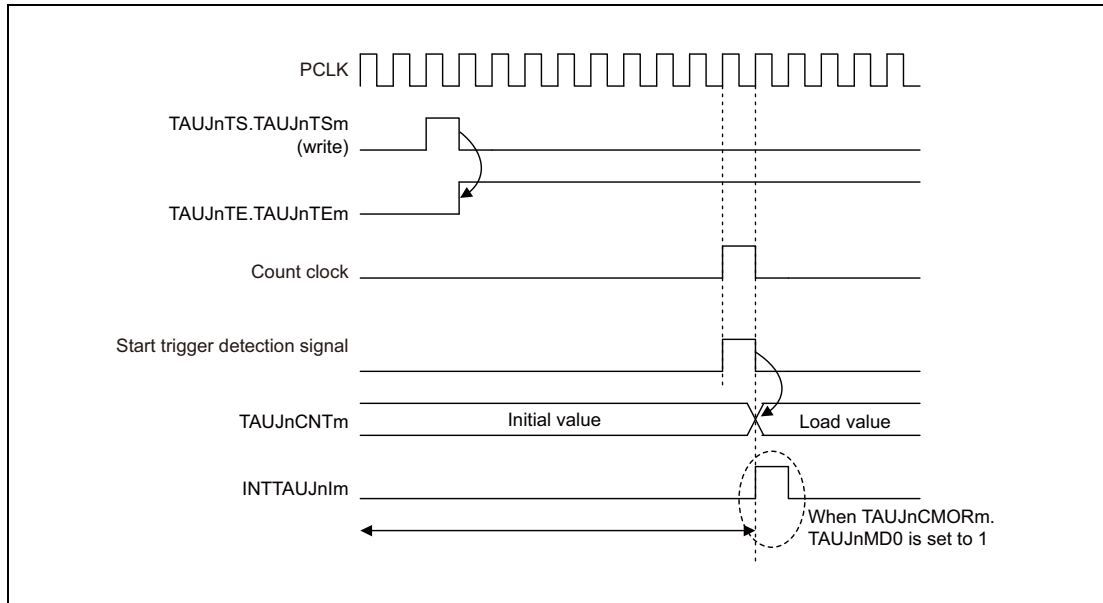 PCLK
TAUJnTS.TAUJnTSm
(write)
TAUJnTE.TAUJnTEm
Count clock
Start trigger detection signal
TAUJnCNTm
Initial value
Load value
INTTAUJnIm
When TAUJnCMORm.
TAUJnMD0 is set to 1